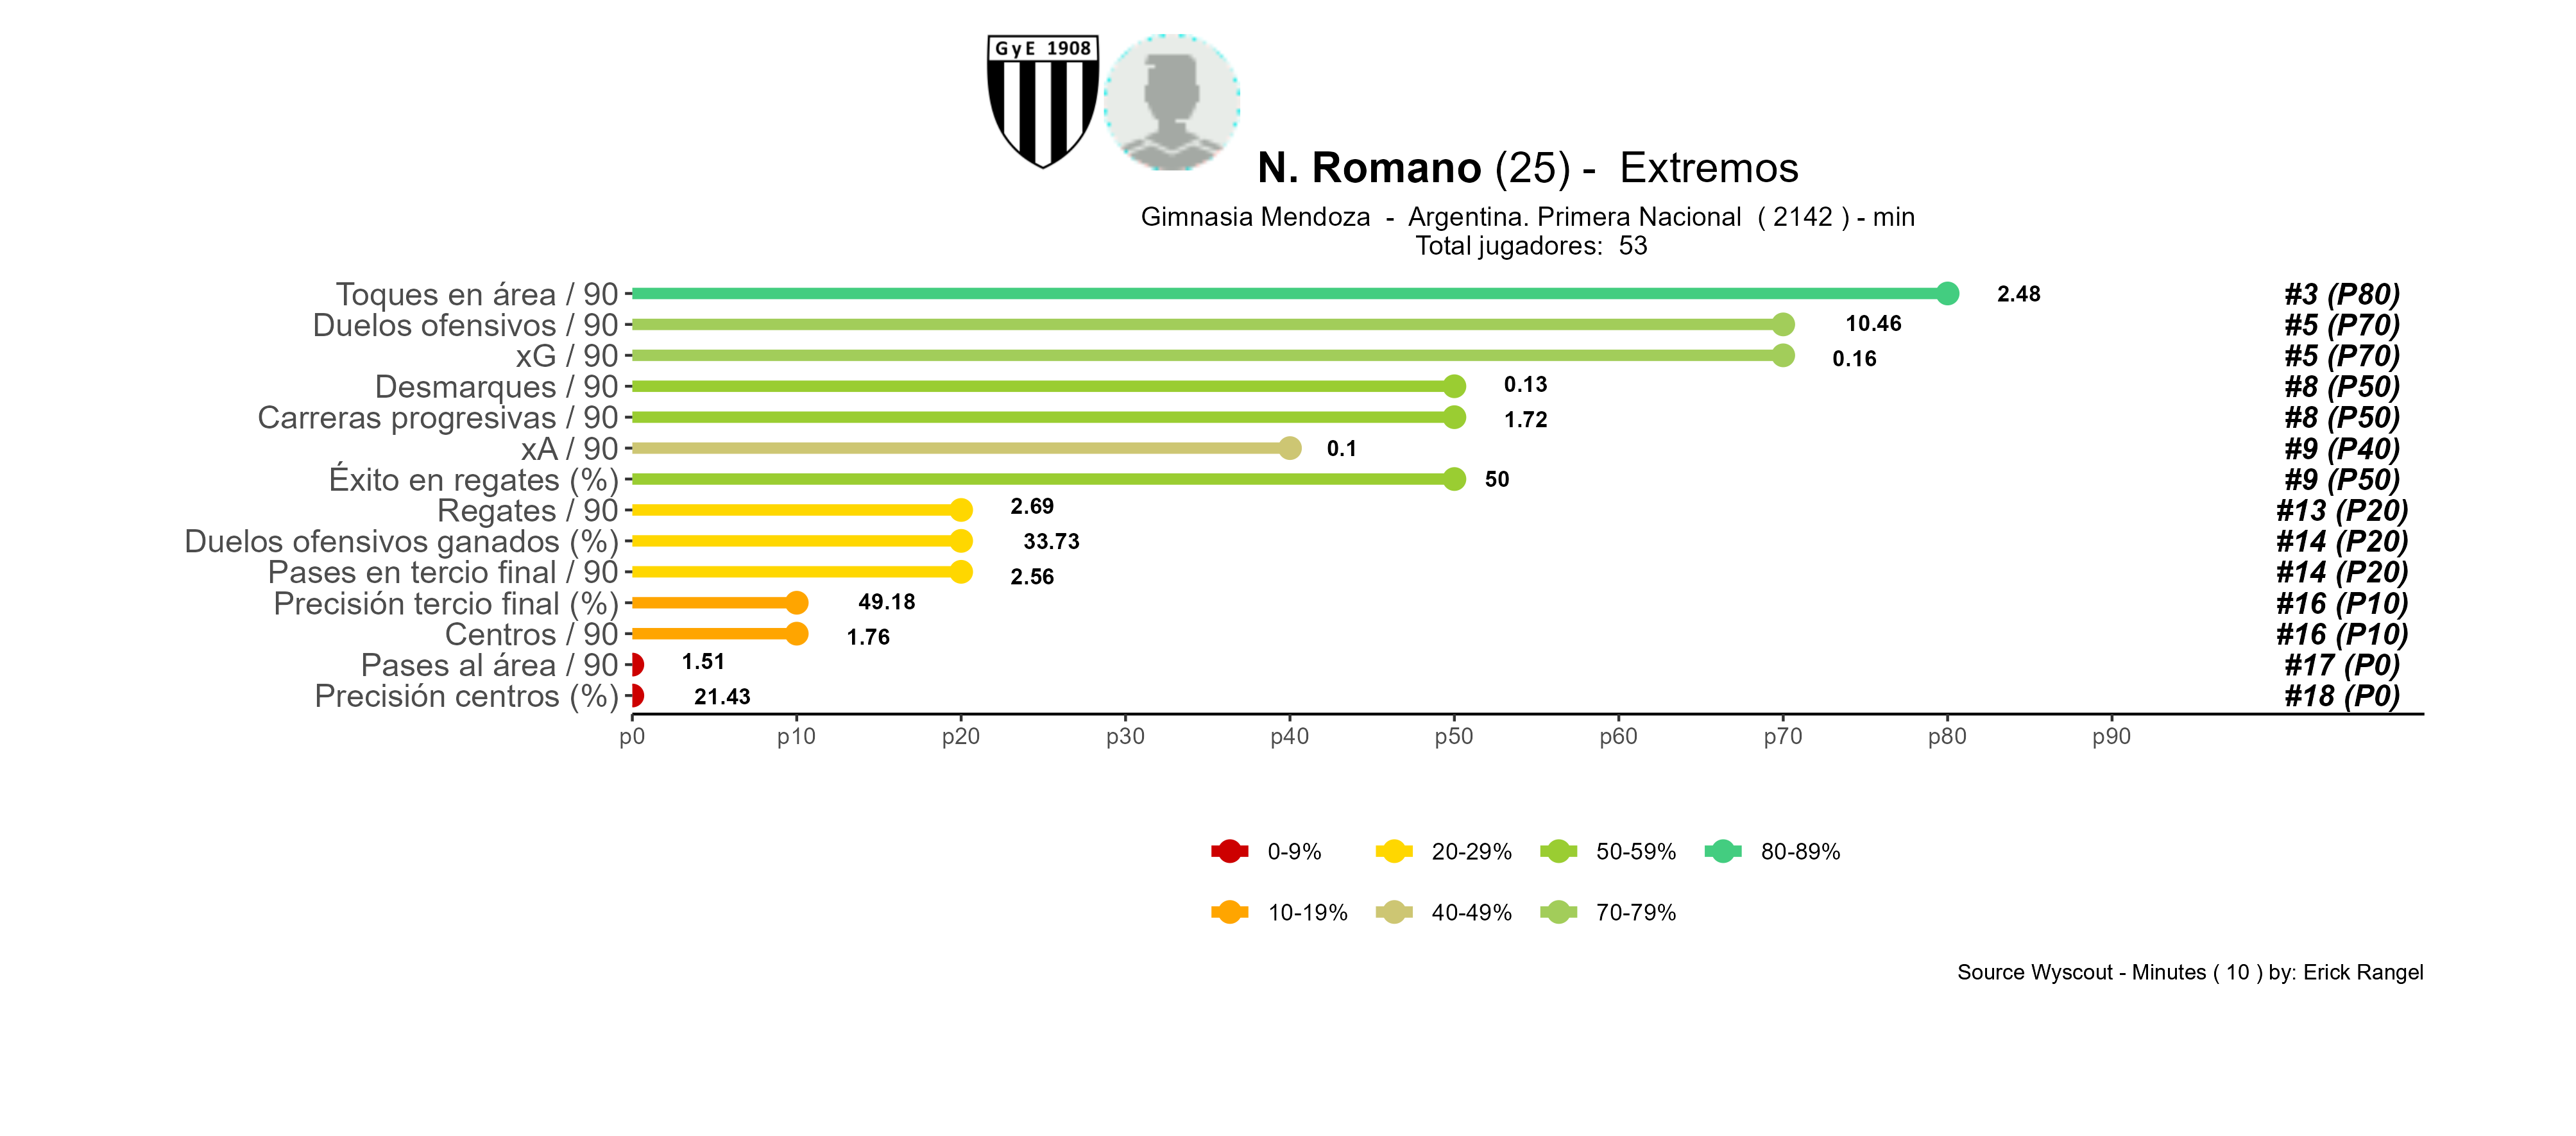 GyE 1908
N. Romano (25) - Extremos
Gimnasia Mendoza - Argentina. Primera Nacional ( 2142 ) - min
Total jugadores: 53
Toques en área / 90 2.48 #3 (P80)
Duelos ofensivos / 90 10.46 #5 (P70)
xG / 90 0.16 #5 (P70)
Desmarques / 90 0.13 #8 (P50)
Carreras progresivas / 90 1.72 #8 (P50)
xA / 90 0.1 #9 (P40)
Éxito en regates (%) 50 #9 (P50)
Regates / 90 2.69 #13 (P20)
Duelos ofensivos ganados (%) 33.73 #14 (P20)
Pases en tercio final / 90 2.56 #14 (P20)
Precisión tercio final (%) 49.18 #16 (P10)
Centros / 90 1.76 #16 (P10)
Pases al área / 90 1.51 #17 (P0)
Precisión centros (%) 21.43 #18 (P0)
p0 p10 p20 p30 p40 p50 p60 p70 p80 p90
0-9% 20-29% 50-59% 80-89%
10-19% 40-49% 70-79%
Source Wyscout - Minutes ( 10 ) by: Erick Rangel